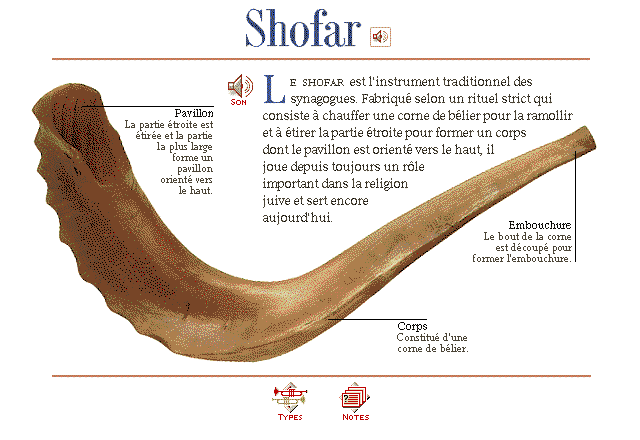 Shofar
SON
LE SHOFAR est l'instrument traditionnel des
synagogues. Fabriqué selon un rituel strict qui
consiste à chauffer une corne de bélier pour la ramollir
et à étirer la partie étroite pour former un corps
dont le pavillon est orienté vers le haut, il
joue depuis toujours un rôle
important dans la religion
juive et sert encore
aujourd'hui.
Pavillon
La partie étroite est
étirée et la partie
la plus large
forme un
pavillon
orienté vers
le haut.
Embouchure
Le bout de la corne
est découpé pour
former l'embouchure.
Corps
Constitué d'une
corne de bélier.
TYPES
NOTES